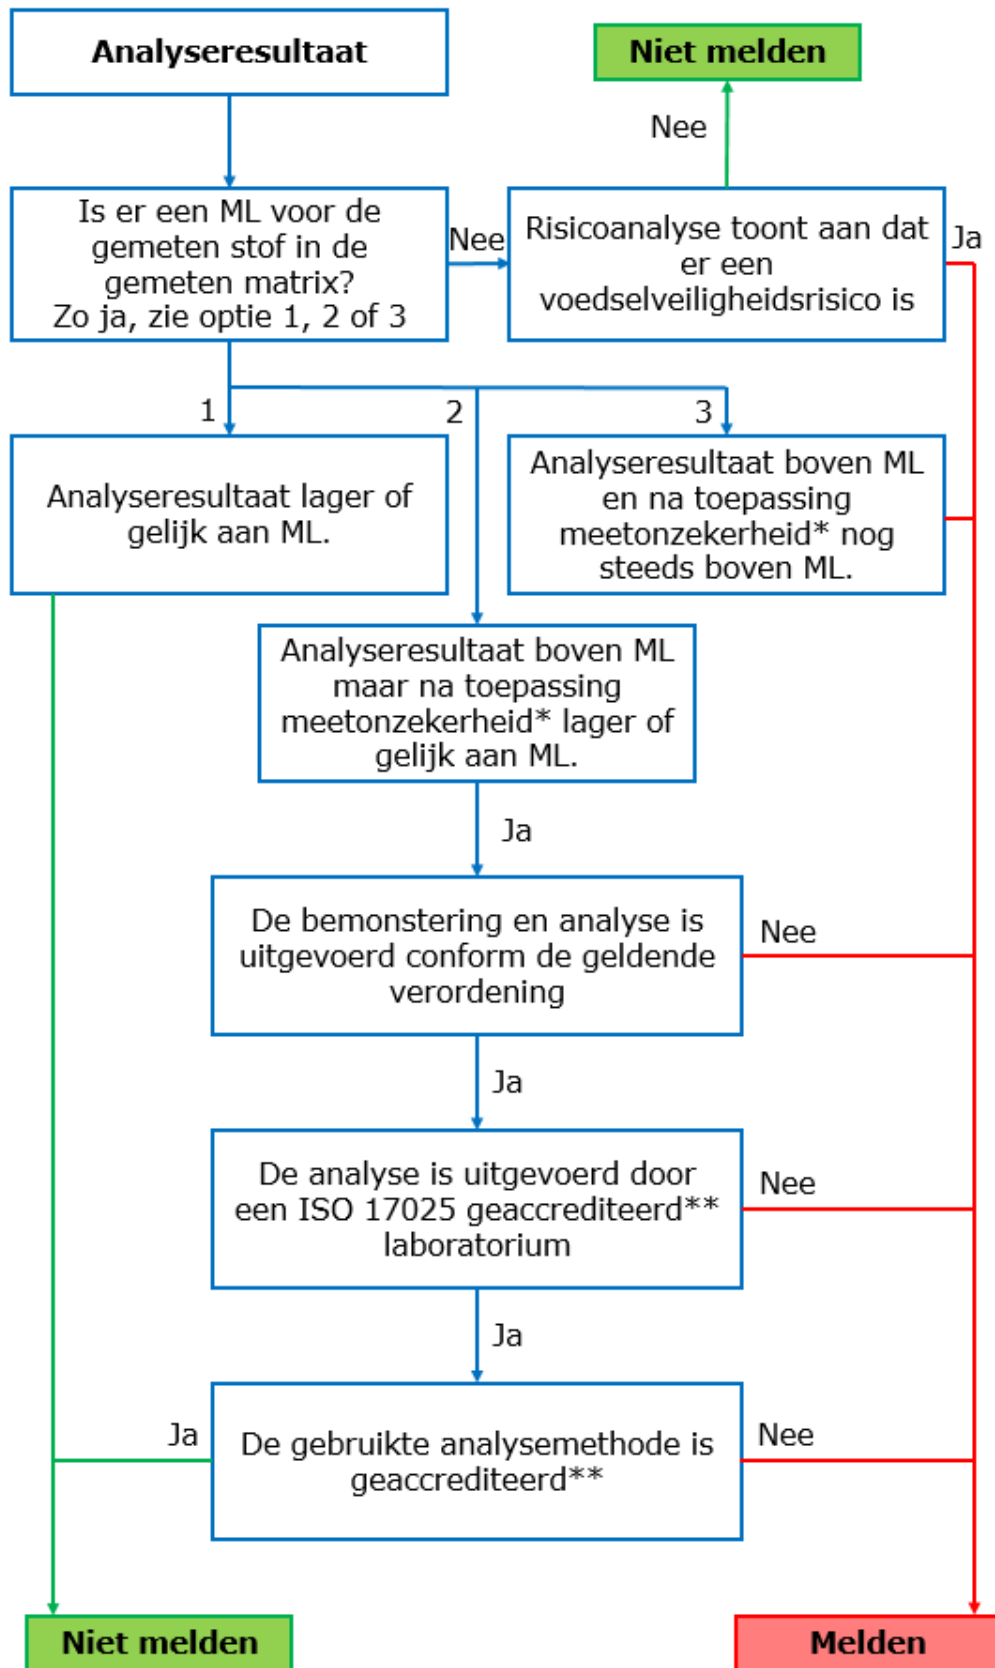 Analyseresultaat
Niet melden
Nee
Is er een ML voor de
gemeten stof in de
gemeten matrix?
Zo ja, zie optie 1, 2 of 3
Nee
Risicoanalyse toont aan dat
er een
voedselveiligheidsrisico is
Ja
1
2
3
Analyseresultaat lager of
gelijk aan ML.
Analyseresultaat boven ML
en na toepassing
meetonzekerheid* nog
steeds boven ML.
Analyseresultaat boven ML
maar na toepassing
meetonzekerheid* lager of
gelijk aan ML.
Ja
De bemonstering en analyse is
uitgevoerd conform de geldende
verordening
Nee
Ja
De analyse is uitgevoerd door
een ISO 17025 geaccrediteerd**
laboratorium
Nee
Ja
De gebruikte analysemethode is
geaccrediteerd**
Ja
Nee
Niet melden
Melden